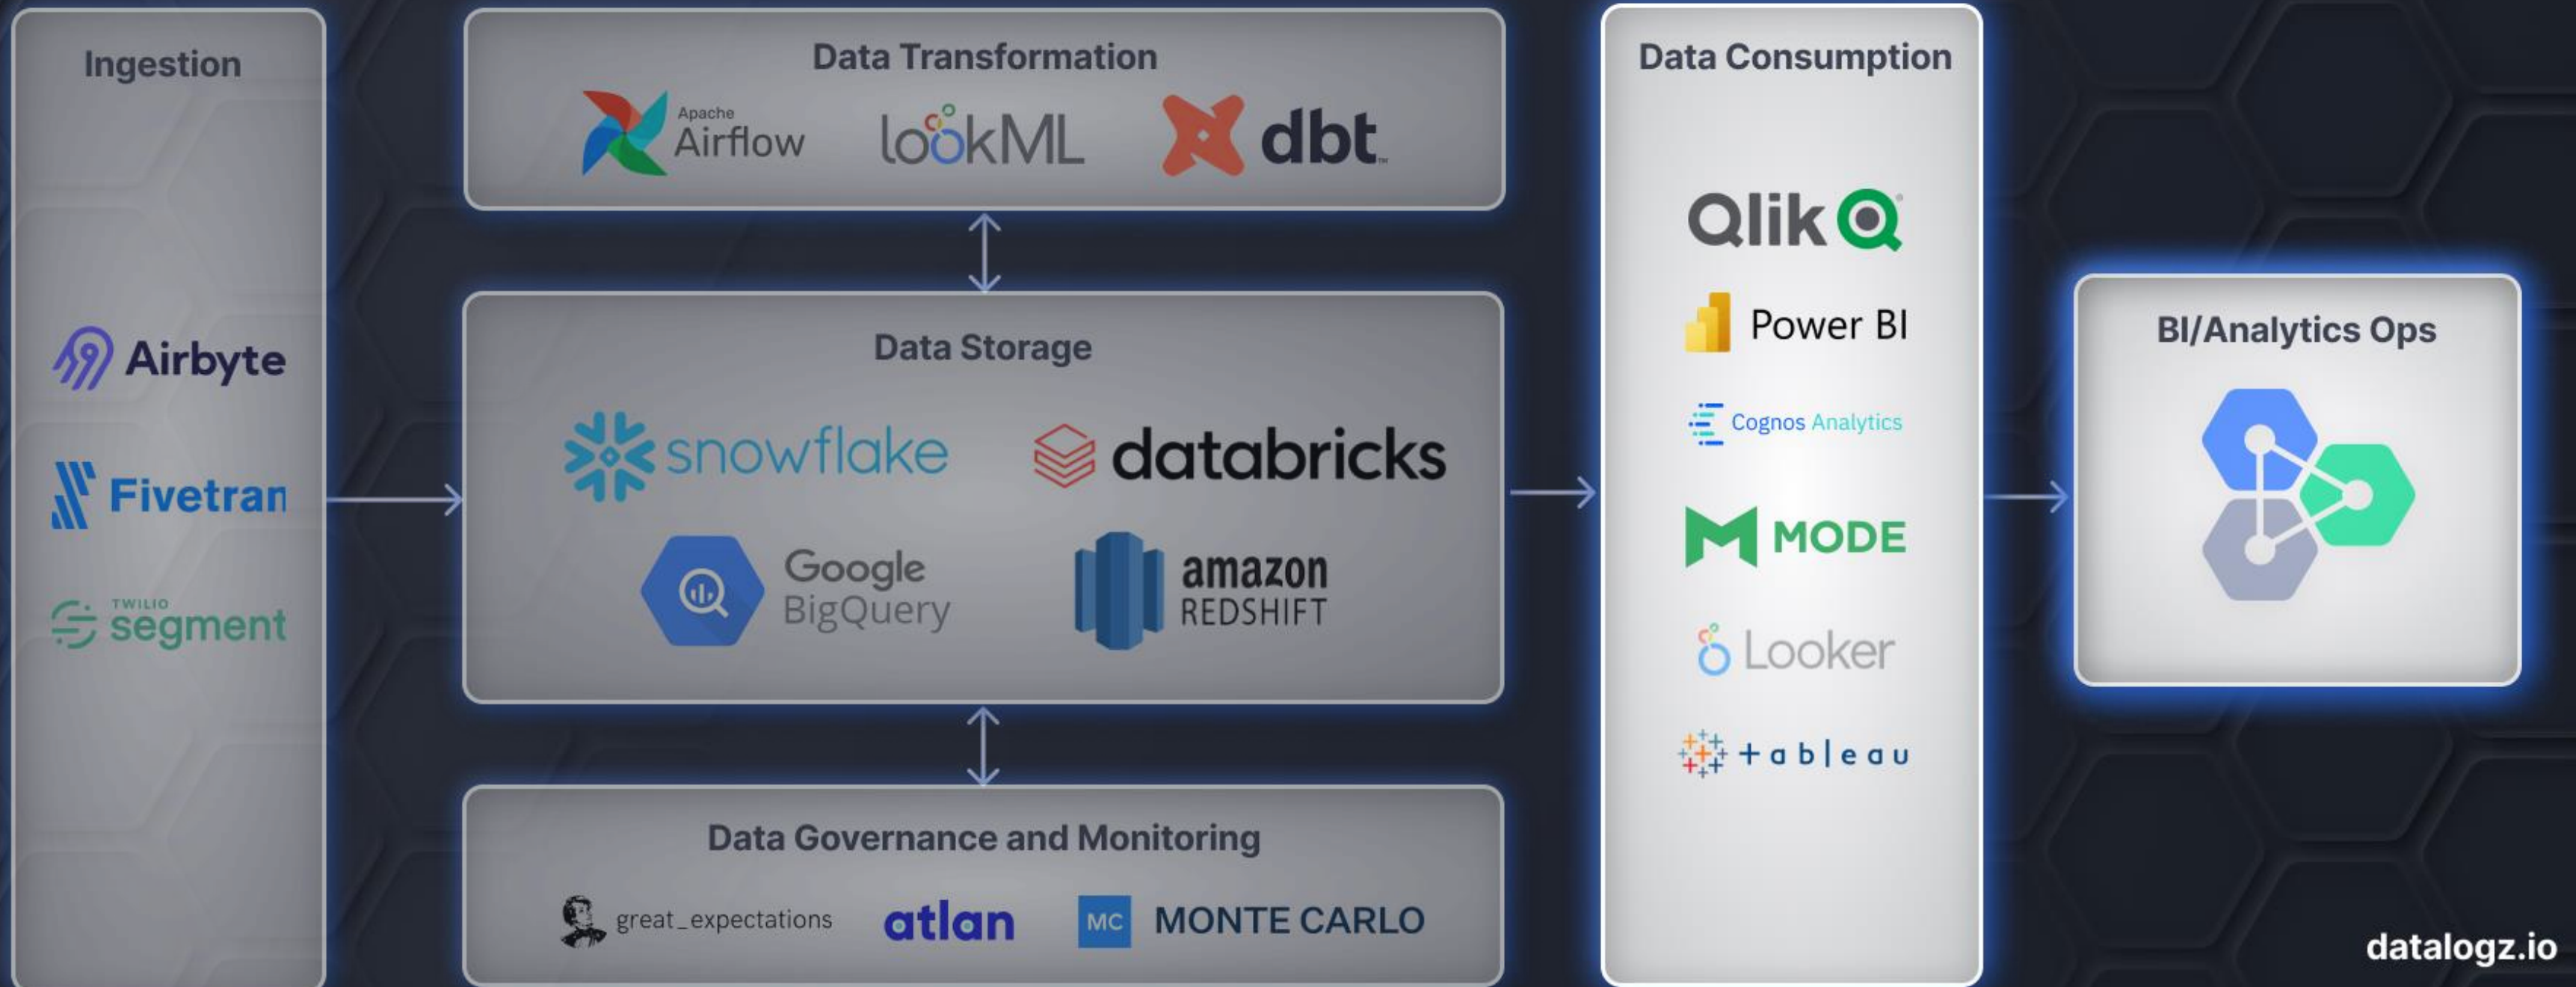 Ingestion
Airbyte
Fivetran
TWILIO
segment
Data Transformation
Apache
Airflow
lookML
dbt™
Data Storage
snowflake
databricks
Google
BigQuery
amazon
REDSHIFT
Data Governance and Monitoring
great_expectations
atlan
MC MONTE CARLO
Data Consumption
Qlik
Power BI
Cognos Analytics
MODE
Looker
+ableau
BI/Analytics Ops
datalogz.io